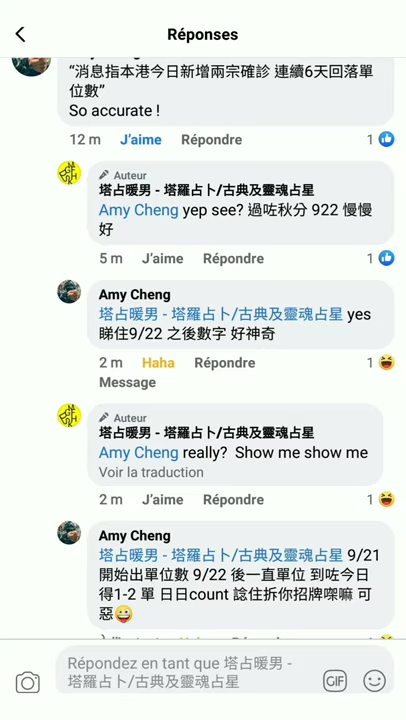 Réponses
“消息指本港今日新增兩宗確診 連續6天回落單
位數”
So accurate !
12 m J’aime Répondre 1
Auteur
塔占暖男 - 塔羅占卜/古典及靈魂占星
Amy Cheng yep see? 過咗秋分 922 慢慢
好
5 m J’aime Répondre 1
Amy Cheng
塔占暖男 - 塔羅占卜/古典及靈魂占星 yes
睇住9/22 之後數字 好神奇
2 m Haha Répondre 1
Message
Auteur
塔占暖男 - 塔羅占卜/古典及靈魂占星
Amy Cheng really? Show me show me
Voir la traduction
2 m J’aime Répondre 1
Amy Cheng
塔占暖男 - 塔羅占卜/古典及靈魂占星 9/21
開始出單位數 9/22 後一直單位 到咗今日
得1-2 單 日日count 諗住拆你招牌㗎嘛 可
惡😀
Répondez en tant que 塔占暖男 -
塔羅占卜/古典及靈魂占星
GIF